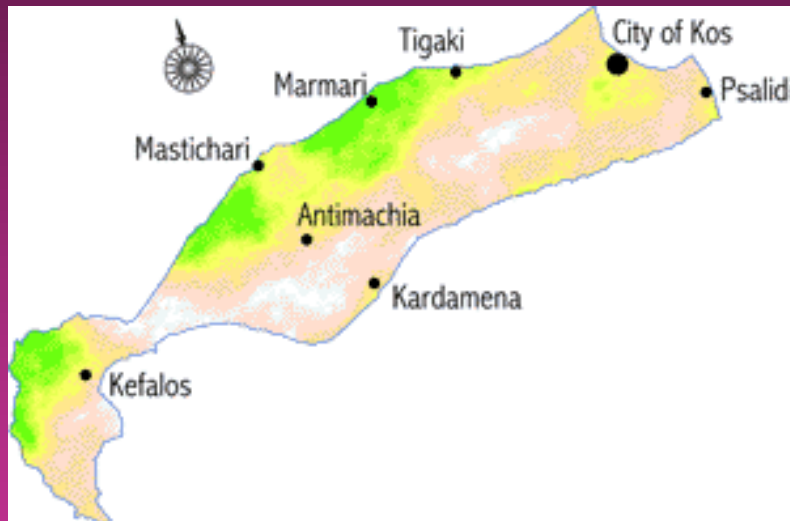 Tigaki
City of Kos
Marmari
Psalidi
Mastichari
Antimachia
Kardamena
Kefalos